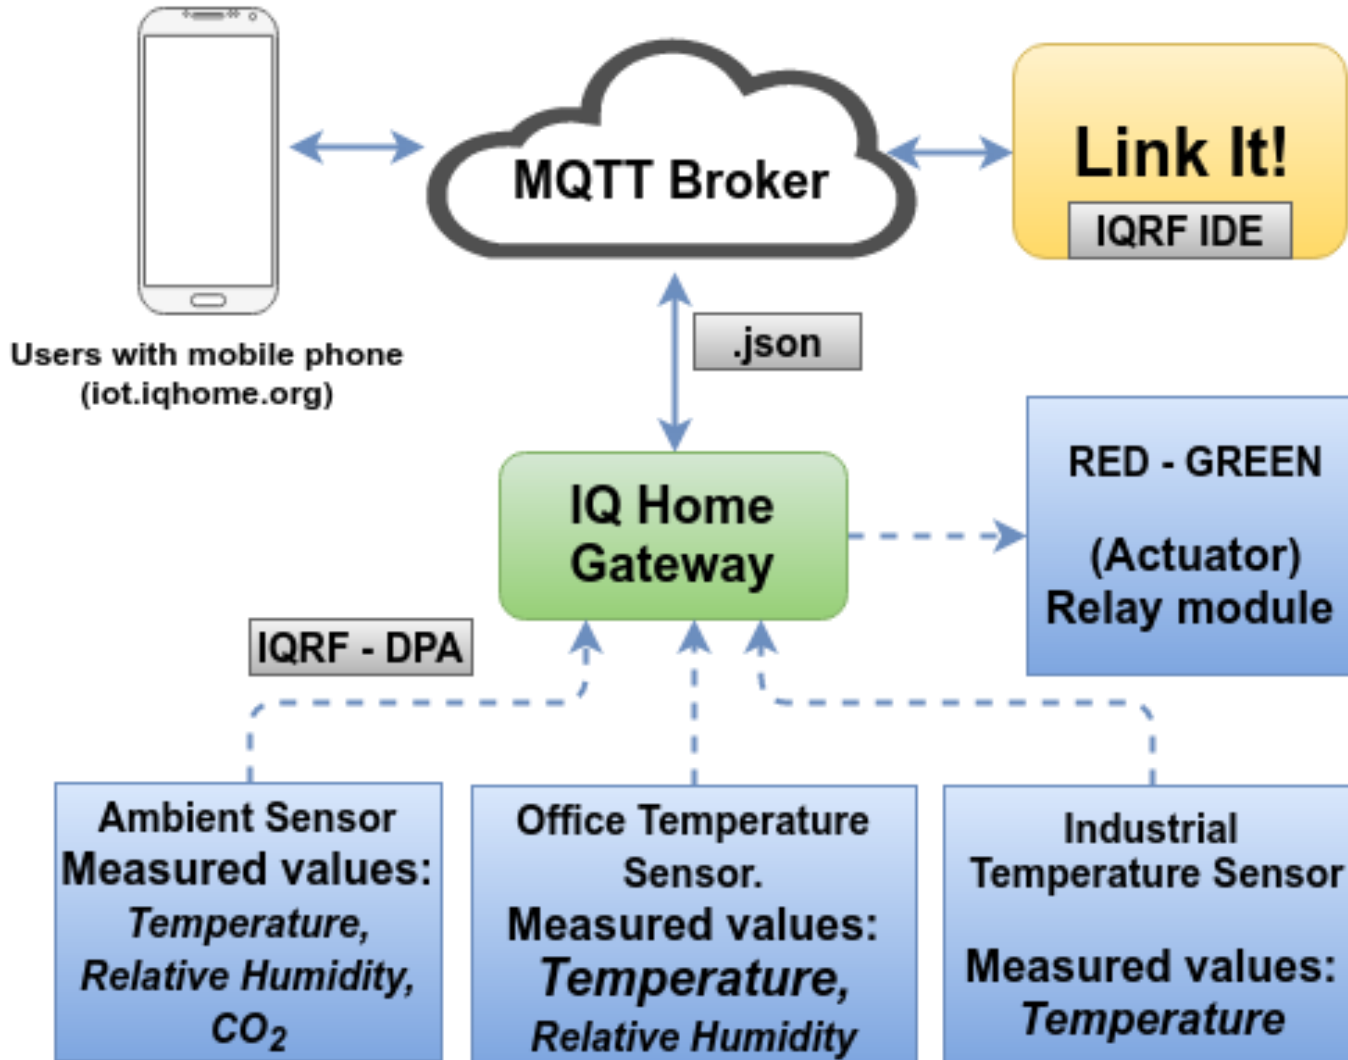 MQTT Broker
Link It!
IQRF IDE
Users with mobile phone
(iot.iqhome.org)
.json
IQ Home
Gateway
RED - GREEN
(Actuator)
Relay module
IQRF - DPA
Ambient Sensor
Measured values:
Temperature,
Relative Humidity,
CO₂
Office Temperature
Sensor.
Measured values:
Temperature,
Relative Humidity
Industrial
Temperature Sensor
Measured values:
Temperature